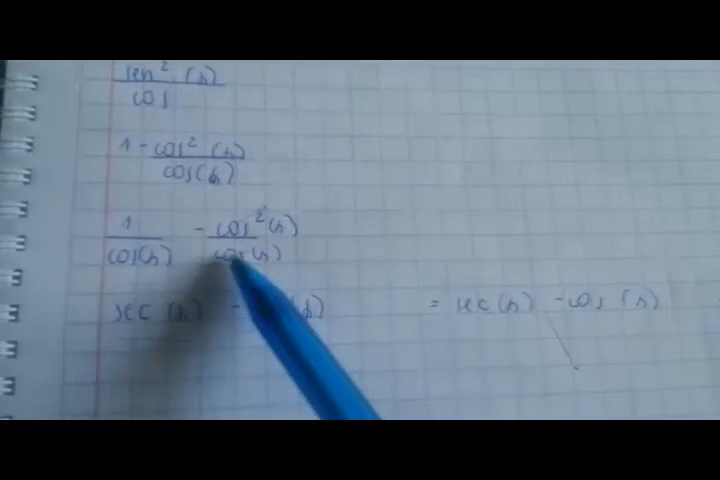 sen² (h)
cos
1 - cos² (h)
cos(h)
1 - cos² (h)
cos(h) cos(h)
sec (h) - (h) = sec (h) - cos (h)